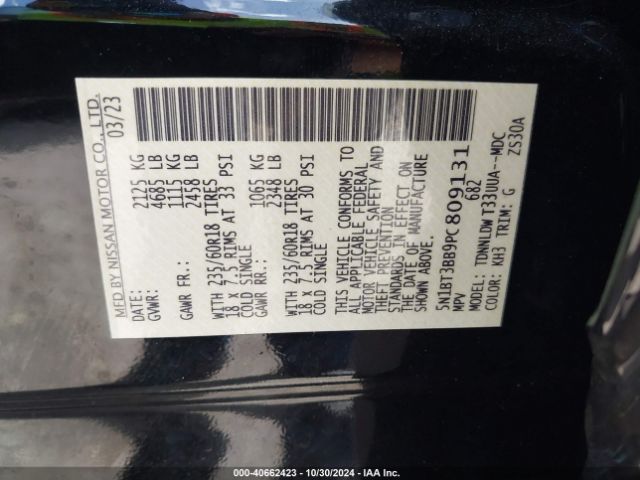 MFD BY NISSAN MOTOR CO., LTD.
DATE: 03/23
GVWR: 2125 KG
4685 LB
GAWR FR: 1115 KG
2458 LB
WITH 235/60R18 TIRES
18 x 7.5 RIMS AT 33 PSI
COLD SINGLE
GAWR RR: 1065 KG
2348 LB
WITH 235/60R18 TIRES
18 x 7.5 RIMS AT 30 PSI
COLD SINGLE
THIS VEHICLE CONFORMS TO
ALL APPLICABLE FEDERAL
MOTOR VEHICLE SAFETY AND
THEFT PREVENTION
STANDARDS IN EFFECT ON
THE DATE OF MANUFACTURE
SHOWN ABOVE.
5N1BT3BB9PC809131
MPV 682
MODEL: TDNNLDW T33UUA--MDC
COLOR: KH3 TRIM: G ZS30A
000-40662423 - 10/30/2024 - IAA Inc.